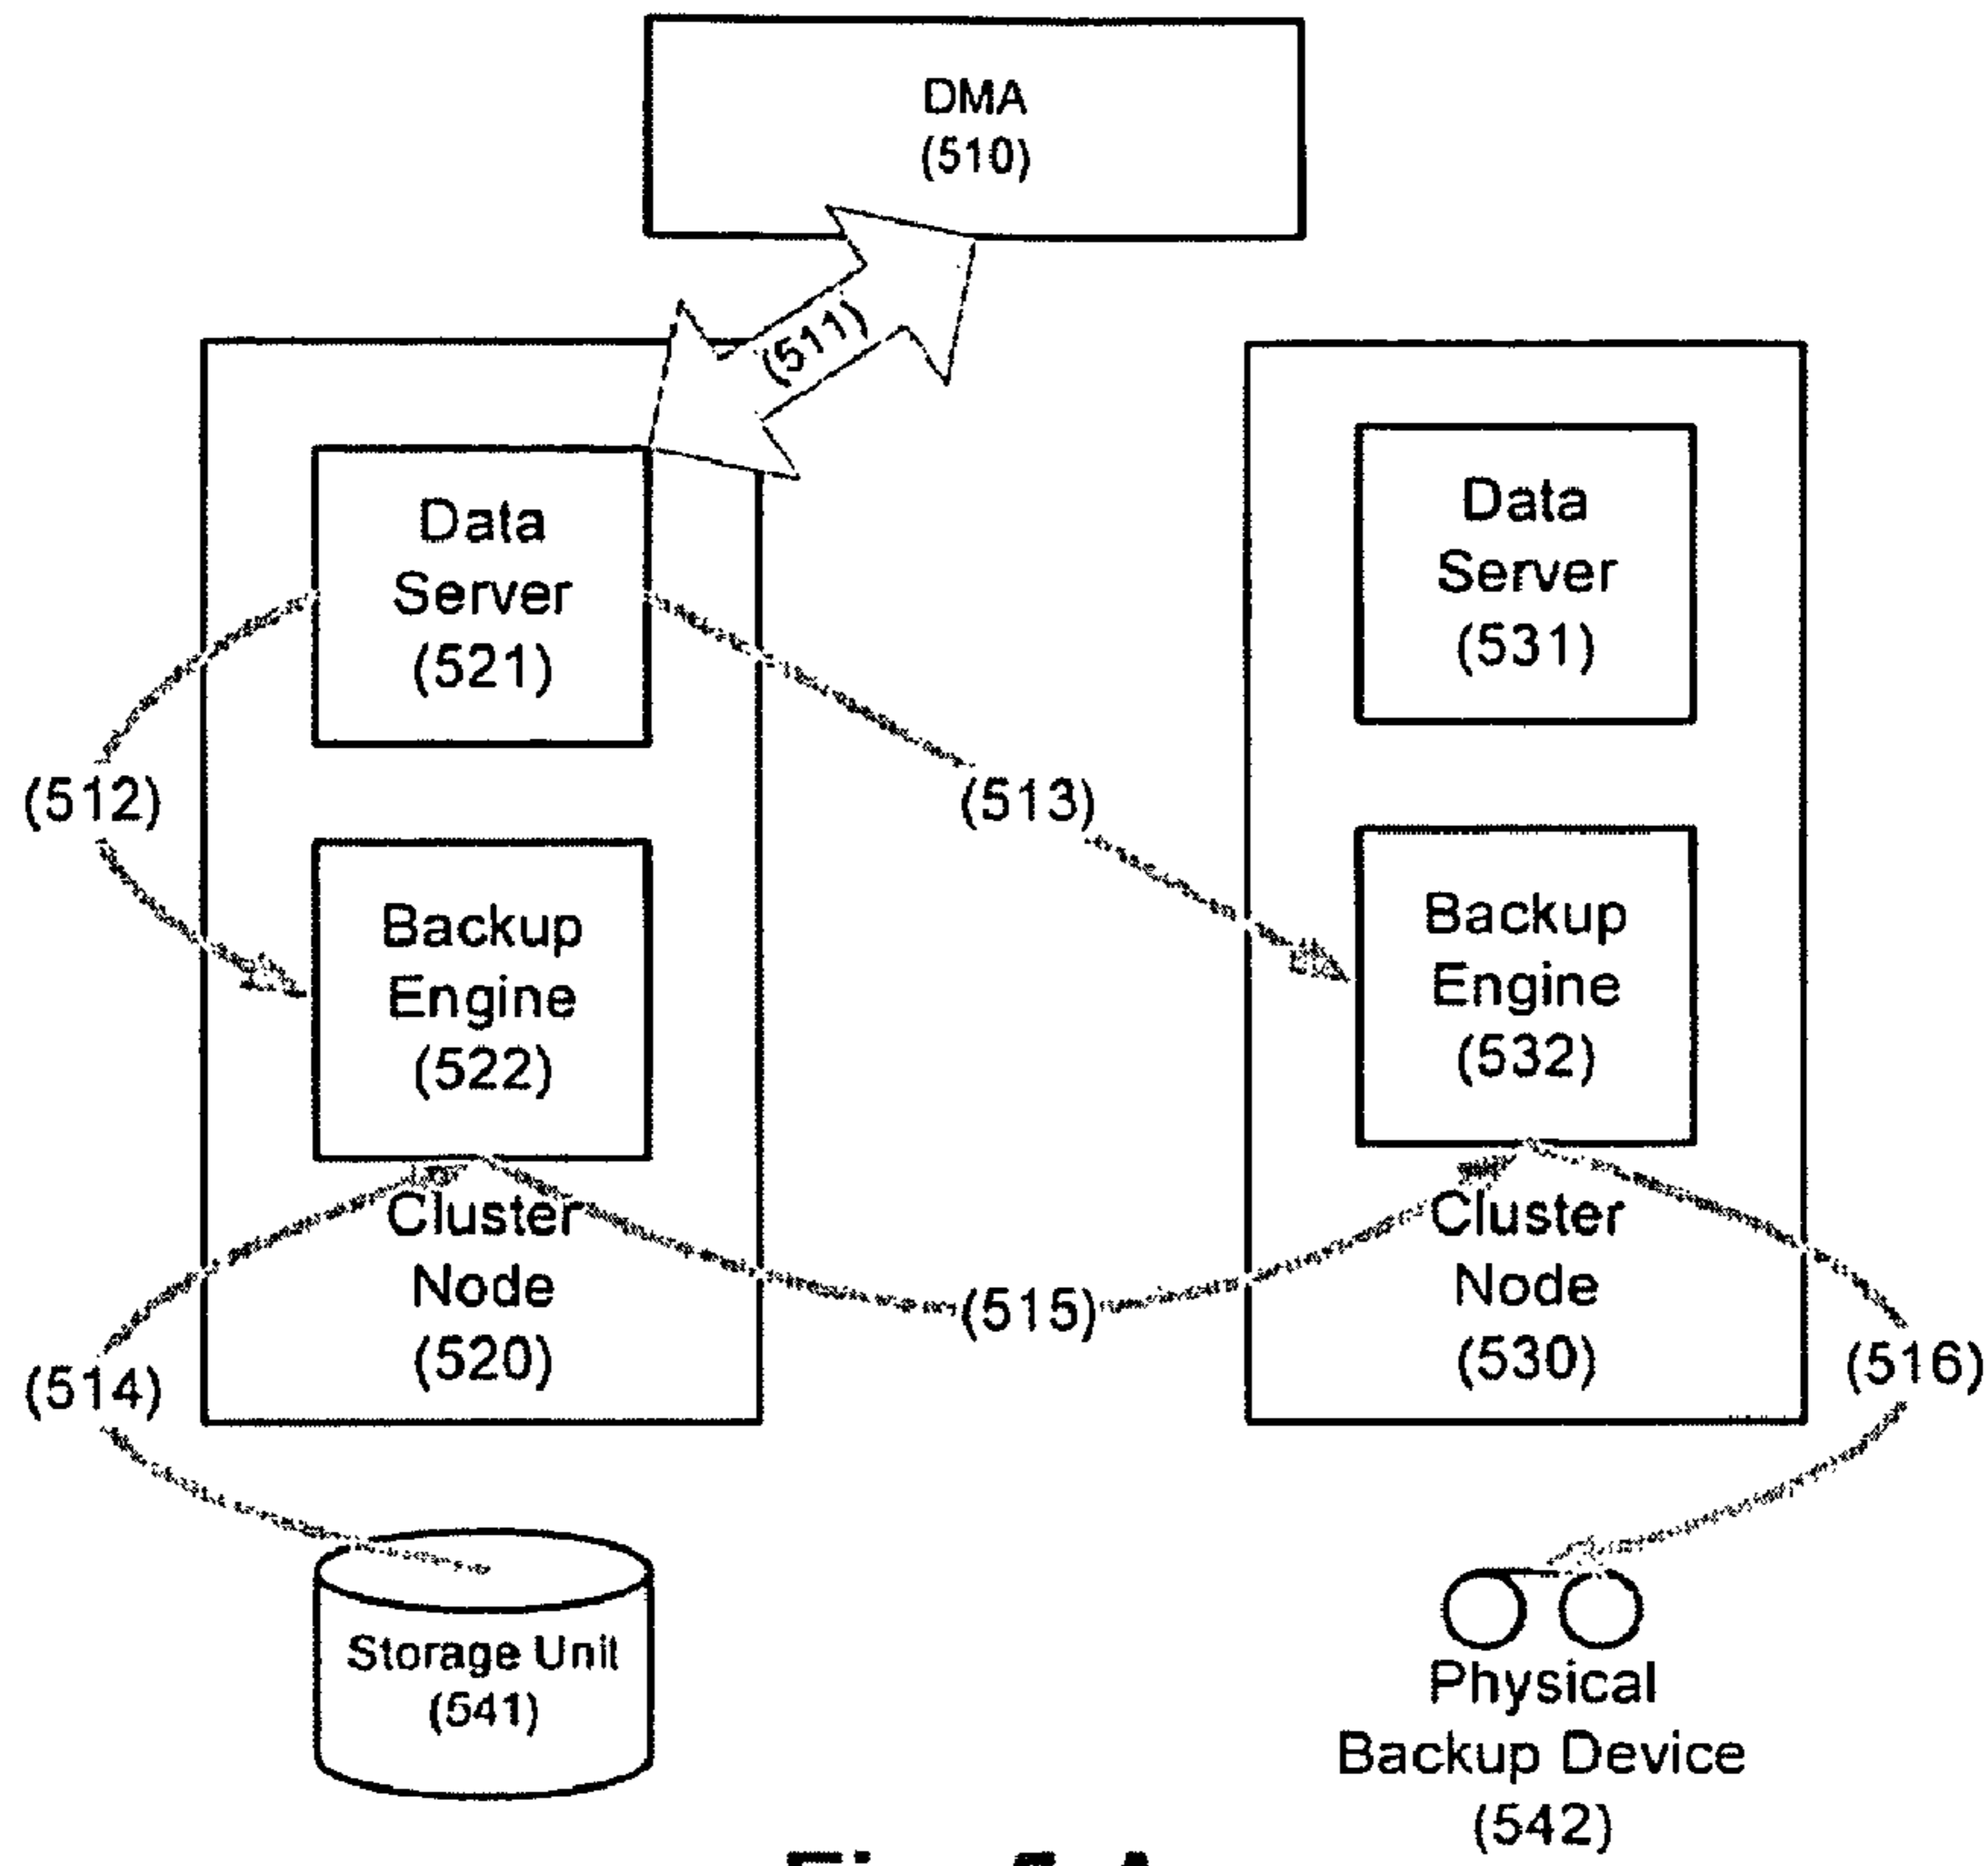 DMA
(510)
(511)
Data
Server
(521)
Data
Server
(531)
(512)
(513)
Backup
Engine
(522)
Backup
Engine
(532)
Cluster
Node
(520)
Cluster
Node
(530)
(514)
(515)
(516)
Storage Unit
(541)
Physical
Backup Device
(542)